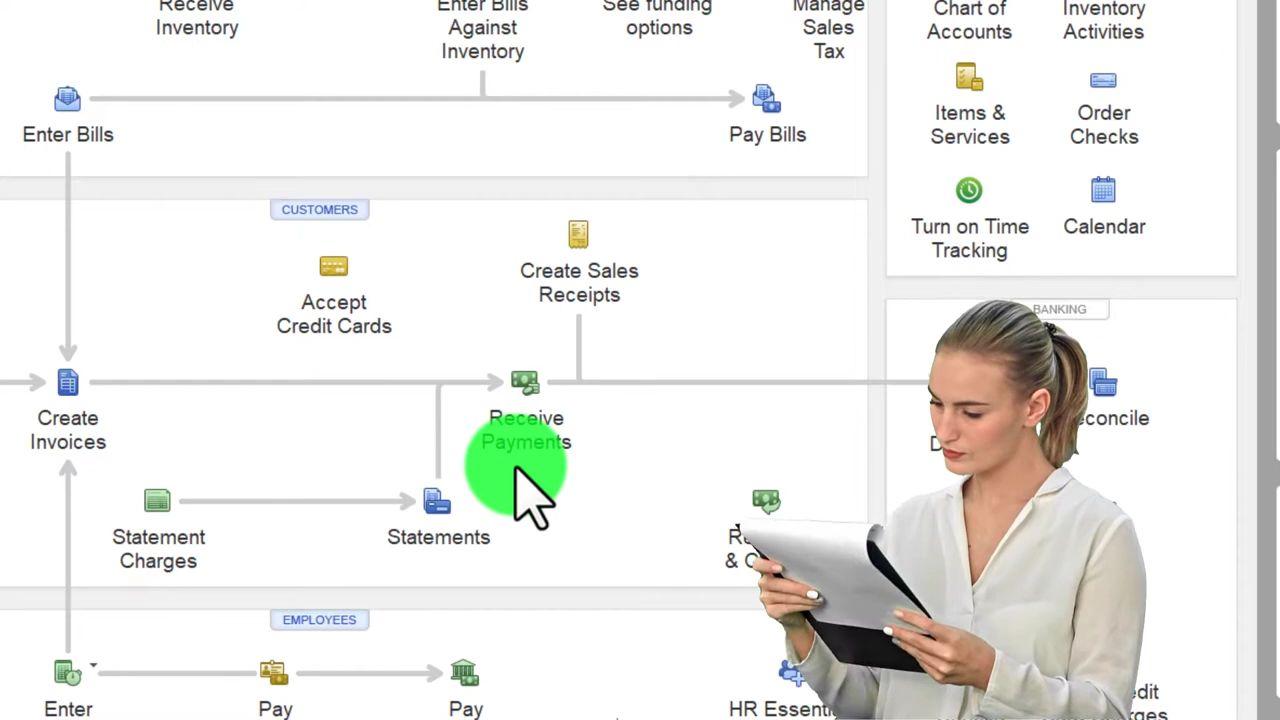 Receive
Inventory
Enter Bills
Against
Inventory
See funding
options
Manage
Sales
Tax
Chart of
Accounts
Inventory
Activities
Enter Bills
Pay Bills
Items &
Services
Order
Checks
Turn on Time
Tracking
Calendar
CUSTOMERS
Accept
Credit Cards
Create Sales
Receipts
BANKING
Create
Invoices
Receive
Payments
Statement
Charges
Statements
EMPLOYEES
Enter
Pay
Pay